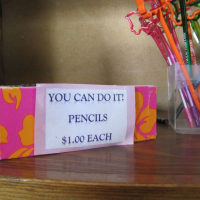 YOU CAN DO IT!
PENCILS
$1.00 EACH